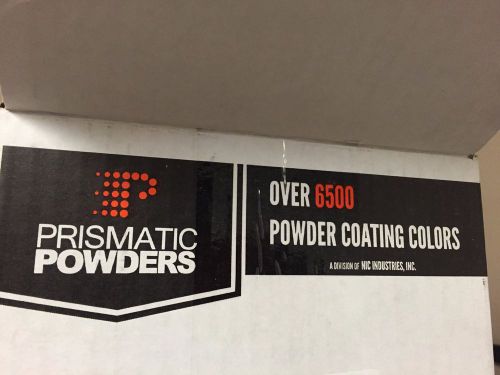 PRISMATIC
POWDERS
OVER 6500
POWDER COATING COLORS
A DIVISION OF NIC INDUSTRIES, INC.